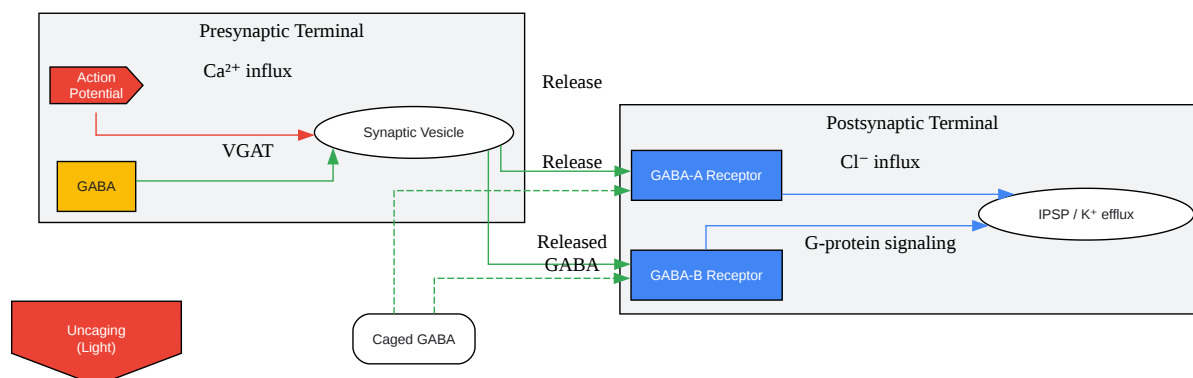 Presynaptic Terminal
Ca²⁺ influx
Action
Potential
Release
Synaptic Vesicle
VGAT
GABA
Postsynaptic Terminal
Release
GABA-A Receptor
Cl⁻ influx
IPSP / K⁺ efflux
Released
GABA
G-protein signaling
GABA-B Receptor
Uncaging
(Light)
Caged GABA